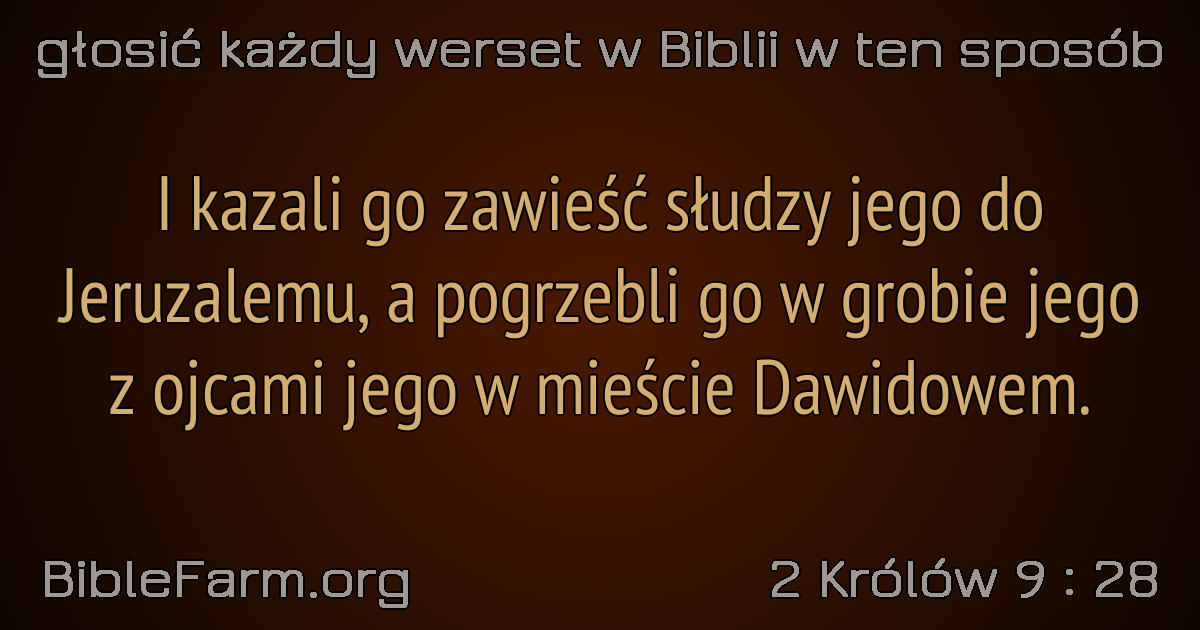 głosić każdy werset w Biblii w ten sposób
I kazali go zawieść słudzy jego do
Jeruzalemu, a pogrzebli go w grobie jego
z ojcami jego w mieście Dawidowem.
BibleFarm.org
2 Królów 9 : 28